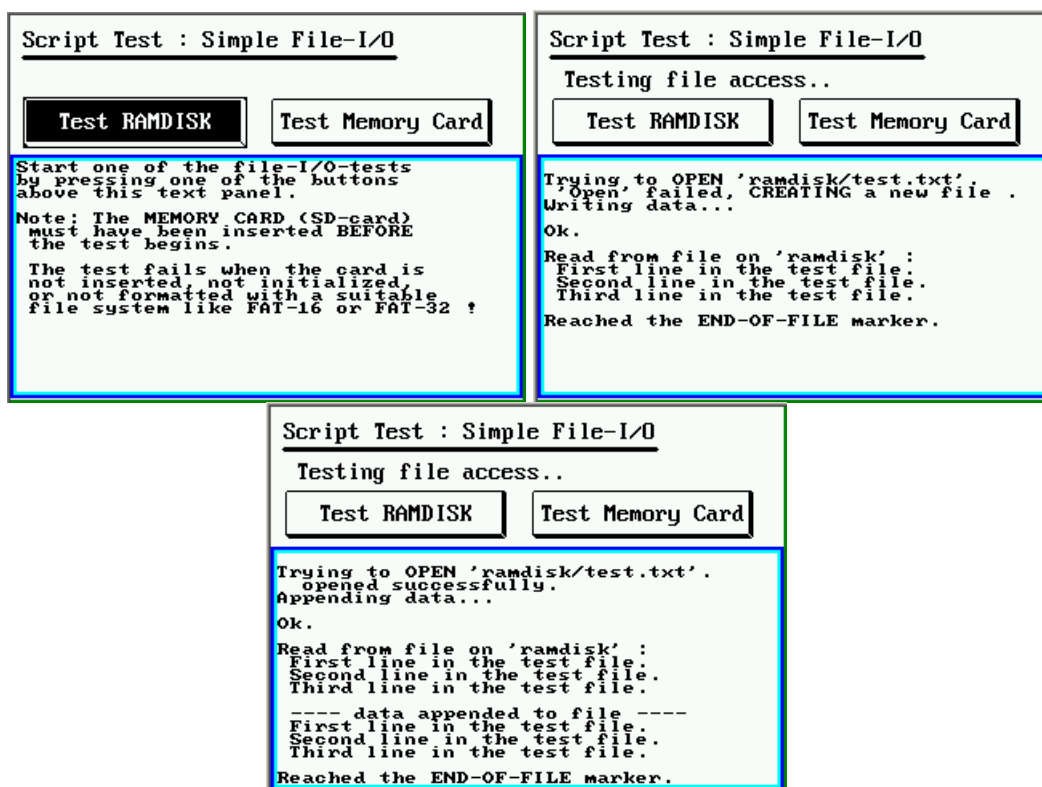 Script Test : Simple File-I/O
Test RAMDISK
Test Memory Card
Start one of the file-I/O-tests
by pressing one of the buttons
above this text panel.
Note: The MEMORY CARD (SD-card)
must have been inserted BEFORE
the test begins.
The test fails when the card is
not inserted, not initialized,
or not formatted with a suitable
file system like FAT-16 or FAT-32 !
Script Test : Simple File-I/O
Testing file access..
Test RAMDISK
Test Memory Card
Trying to OPEN 'ramdisk/test.txt'.
'Open' failed, CREATING a new file .
Writing data...
Ok.
Read from file on 'ramdisk' :
First line in the test file.
Second line in the test file.
Third line in the test file.
Reached the END-OF-FILE marker.
Script Test : Simple File-I/O
Testing file access..
Test RAMDISK
Test Memory Card
Trying to OPEN 'ramdisk/test.txt'.
opened successfully.
Appending data...
Ok.
Read from file on 'ramdisk' :
First line in the test file.
Second line in the test file.
Third line in the test file.
---- data appended to file ----
First line in the test file.
Second line in the test file.
Third line in the test file.
Reached the END-OF-FILE marker.